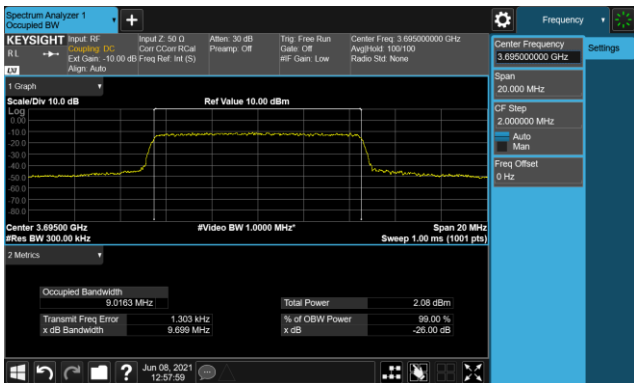 Spectrum Analyzer 1
Occupied BW
Frequency
KEYSIGHT
Input: RF
Coupling: DC
Ext Gain: -10.00 dB
Align: Auto
Input Z: 50 Ω
Corr CCorr RCal
Freq Ref: Int (S)
Atten: 30 dB
Preamp: Off
Trig: Free Run
Gate: Off
#IF Gain: Low
Center Freq: 3.695000000 GHz
Avg|Hold: 100/100
Radio Std: None
R L
LXI
Center Frequency
3.695000000 GHz
Settings
Span
20.000 MHz
CF Step
2.000000 MHz
Auto
Man
Freq Offset
0 Hz
1 Graph
Scale/Div 10.0 dB
Ref Value 10.00 dBm
Log
0.00
-10.0
-20.0
-30.0
-40.0
-50.0
-60.0
-70.0
-80.0
Center 3.69500 GHz
#Video BW 1.0000 MHz*
Span 20 MHz
#Res BW 300.00 kHz
Sweep 1.00 ms (1001 pts)
2 Metrics
Occupied Bandwidth
9.0163 MHz
Total Power
2.08 dBm
Transmit Freq Error
1.303 kHz
% of OBW Power
99.00 %
x dB Bandwidth
9.699 MHz
x dB
-26.00 dB
Jun 08, 2021
12:57:59